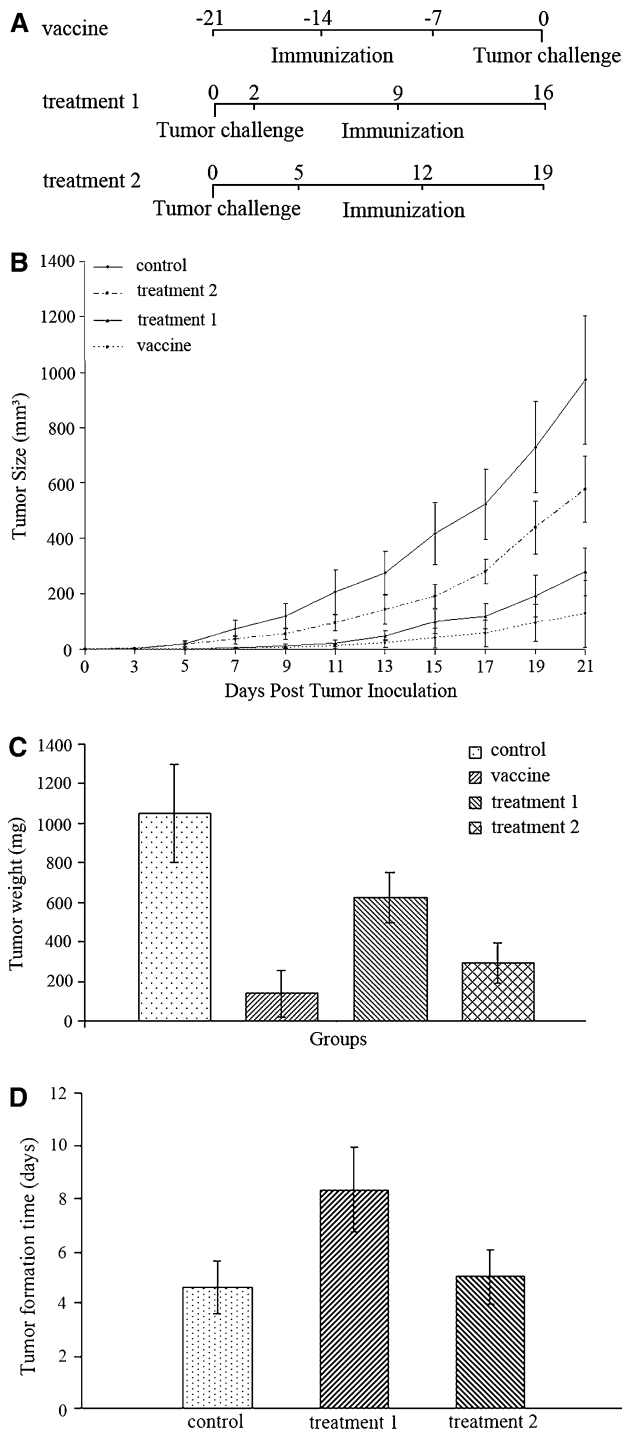 A
vaccine
-21 -14 -7 0
Immunization Tumor challenge
treatment 1
0 2 9 16
Tumor challenge Immunization
treatment 2
0 5 12 19
Tumor challenge Immunization
B
1400
1200
1000
800
600
400
200
0
Tumor Size (mm³)
control
treatment 2
treatment 1
vaccine
0 3 5 7 9 11 13 15 17 19 21
Days Post Tumor Inoculation
C
1400
1200
1000
800
600
400
200
0
Tumor weight (mg)
control
vaccine
treatment 1
treatment 2
Groups
D
12
10
8
6
4
2
0
Tumor formation time (days)
control treatment 1 treatment 2